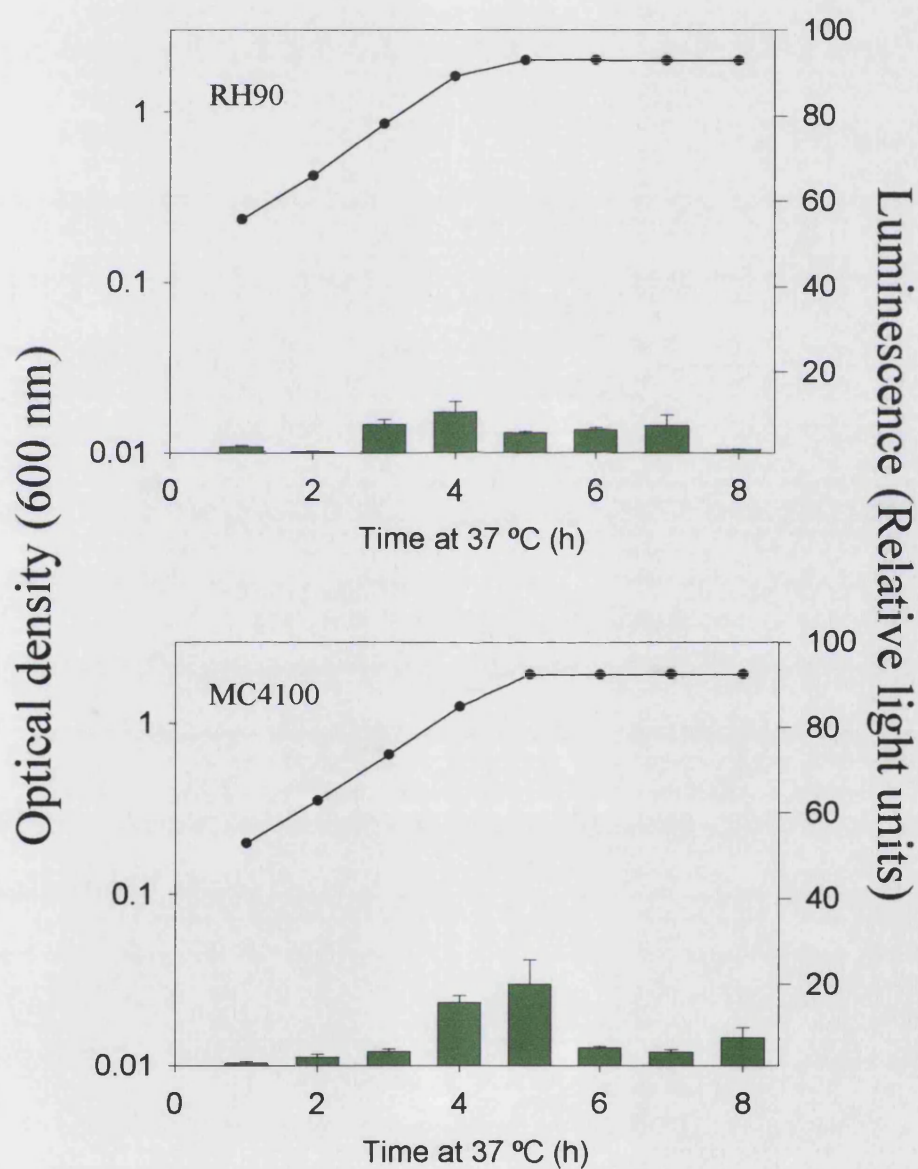 Optical density (600 nm)
Luminescence (Relative light units)
RH90
1
0.1
0.01
100
80
60
40
20
0 2 4 6 8
Time at 37 ºC (h)
MC4100
1
0.1
0.01
100
80
60
40
20
0 2 4 6 8
Time at 37 ºC (h)